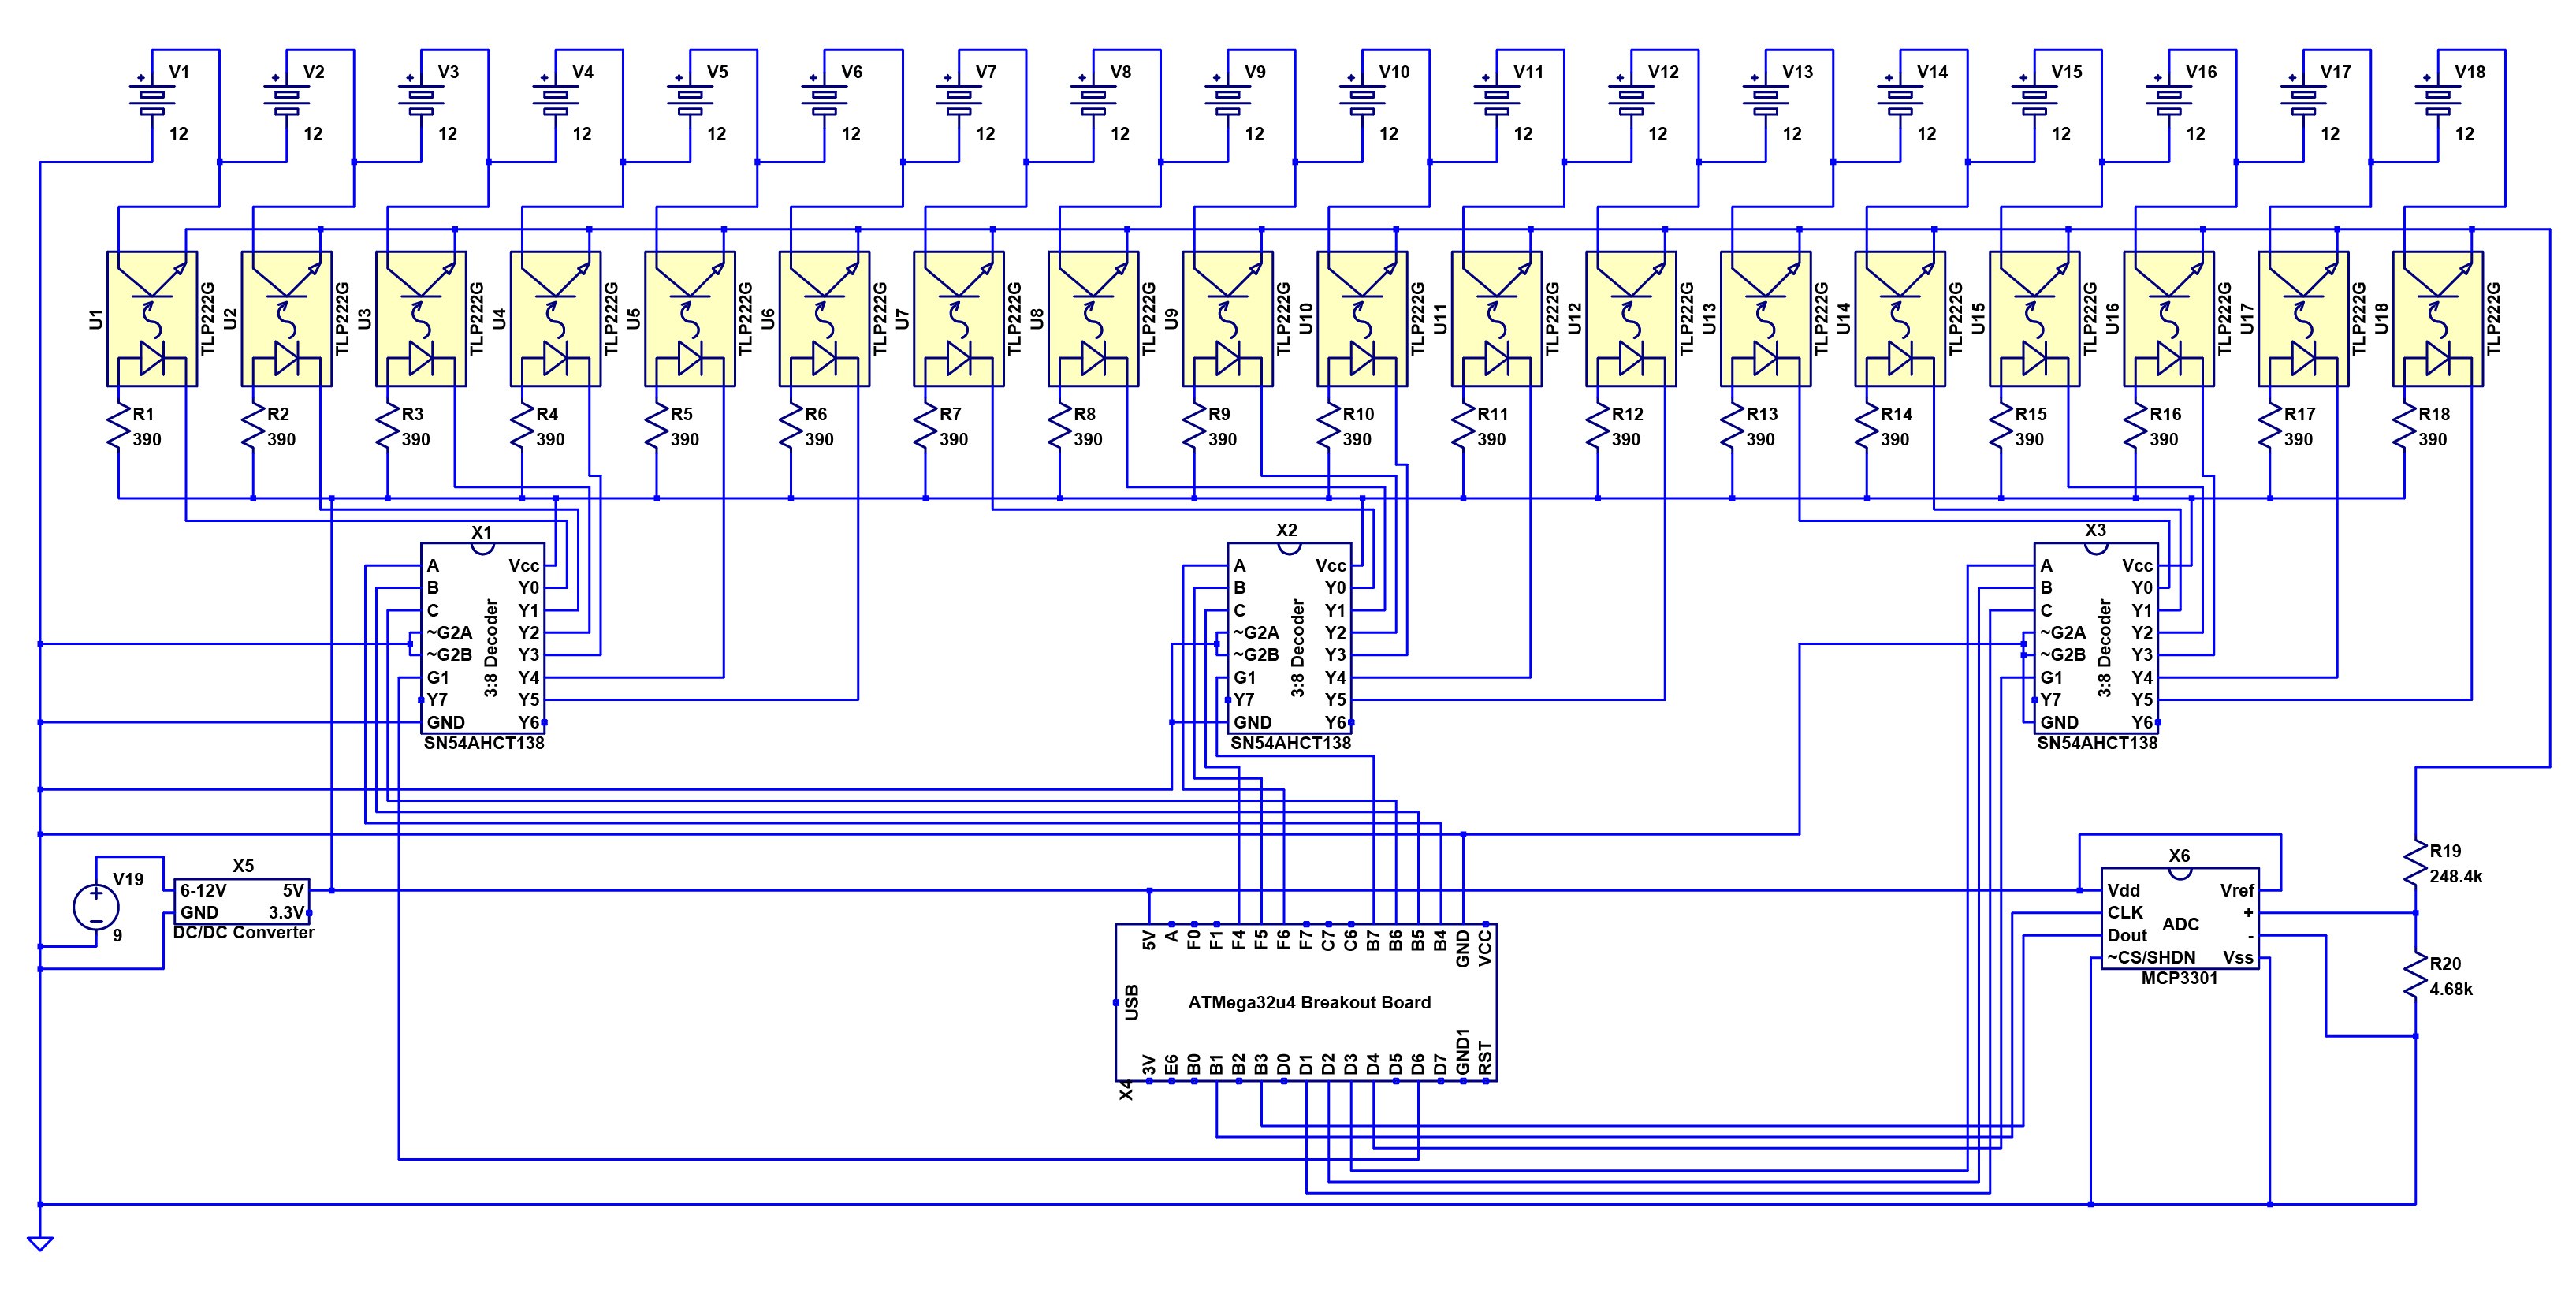 V1
12
V2
12
V3
12
V4
12
V5
12
V6
12
V7
12
V8
12
V9
12
V10
12
V11
12
V12
12
V13
12
V14
12
V15
12
V16
12
V17
12
V18
12
U1
TLP222G
U2
TLP222G
U3
TLP222G
U4
TLP222G
U5
TLP222G
U6
TLP222G
U7
TLP222G
U8
TLP222G
U9
TLP222G
U10
TLP222G
U11
TLP222G
U12
TLP222G
U13
TLP222G
U14
TLP222G
U15
TLP222G
U16
TLP222G
U17
TLP222G
U18
TLP222G
R1
390
R2
390
R3
390
R4
390
R5
390
R6
390
R7
390
R8
390
R9
390
R10
390
R11
390
R12
390
R13
390
R14
390
R15
390
R16
390
R17
390
R18
390
X1
A Vcc
B Y0
C Y1
~G2A Y2
~G2B Y3
G1 Y4
Y7 Y5
GND Y6
3:8 Decoder
SN54AHCT138
X2
A Vcc
B Y0
C Y1
~G2A Y2
~G2B Y3
G1 Y4
Y7 Y5
GND Y6
3:8 Decoder
SN54AHCT138
X3
A Vcc
B Y0
C Y1
~G2A Y2
~G2B Y3
G1 Y4
Y7 Y5
GND Y6
3:8 Decoder
SN54AHCT138
V19
9
X5
6-12V 5V
GND 3.3V
DC/DC Converter
5V A F0 F1 F4 F5 F6 F7 C7 C6 B7 B6 B5 B4 GND VCC
USB
ATMega32u4 Breakout Board
3V E6 B0 B1 B2 B3 D0 D1 D2 D3 D4 D5 D6 D7 GND1 RST
X4
X6
Vdd Vref
CLK +
ADC
Dout -
~CS/SHDN Vss
MCP3301
R19
248.4k
R20
4.68k